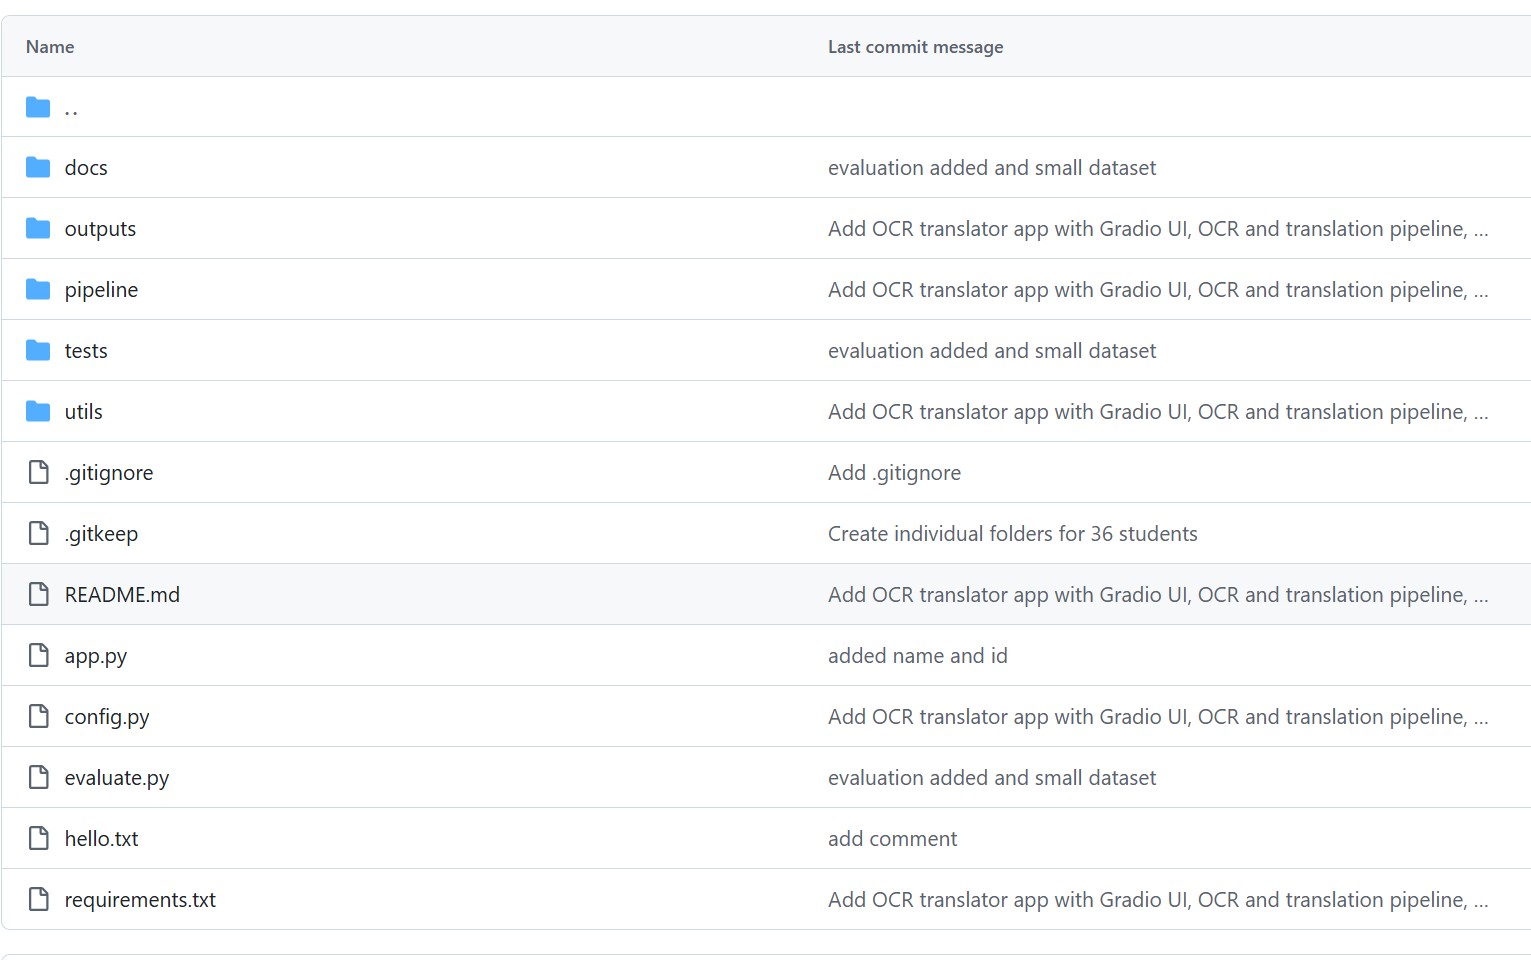 Name Last commit message
..
docs evaluation added and small dataset
outputs Add OCR translator app with Gradio UI, OCR and translation pipeline, ...
pipeline Add OCR translator app with Gradio UI, OCR and translation pipeline, ...
tests evaluation added and small dataset
utils Add OCR translator app with Gradio UI, OCR and translation pipeline, ...
.gitignore Add .gitignore
.gitkeep Create individual folders for 36 students
README.md Add OCR translator app with Gradio UI, OCR and translation pipeline, ...
app.py added name and id
config.py Add OCR translator app with Gradio UI, OCR and translation pipeline, ...
evaluate.py evaluation added and small dataset
hello.txt add comment
requirements.txt Add OCR translator app with Gradio UI, OCR and translation pipeline, ...